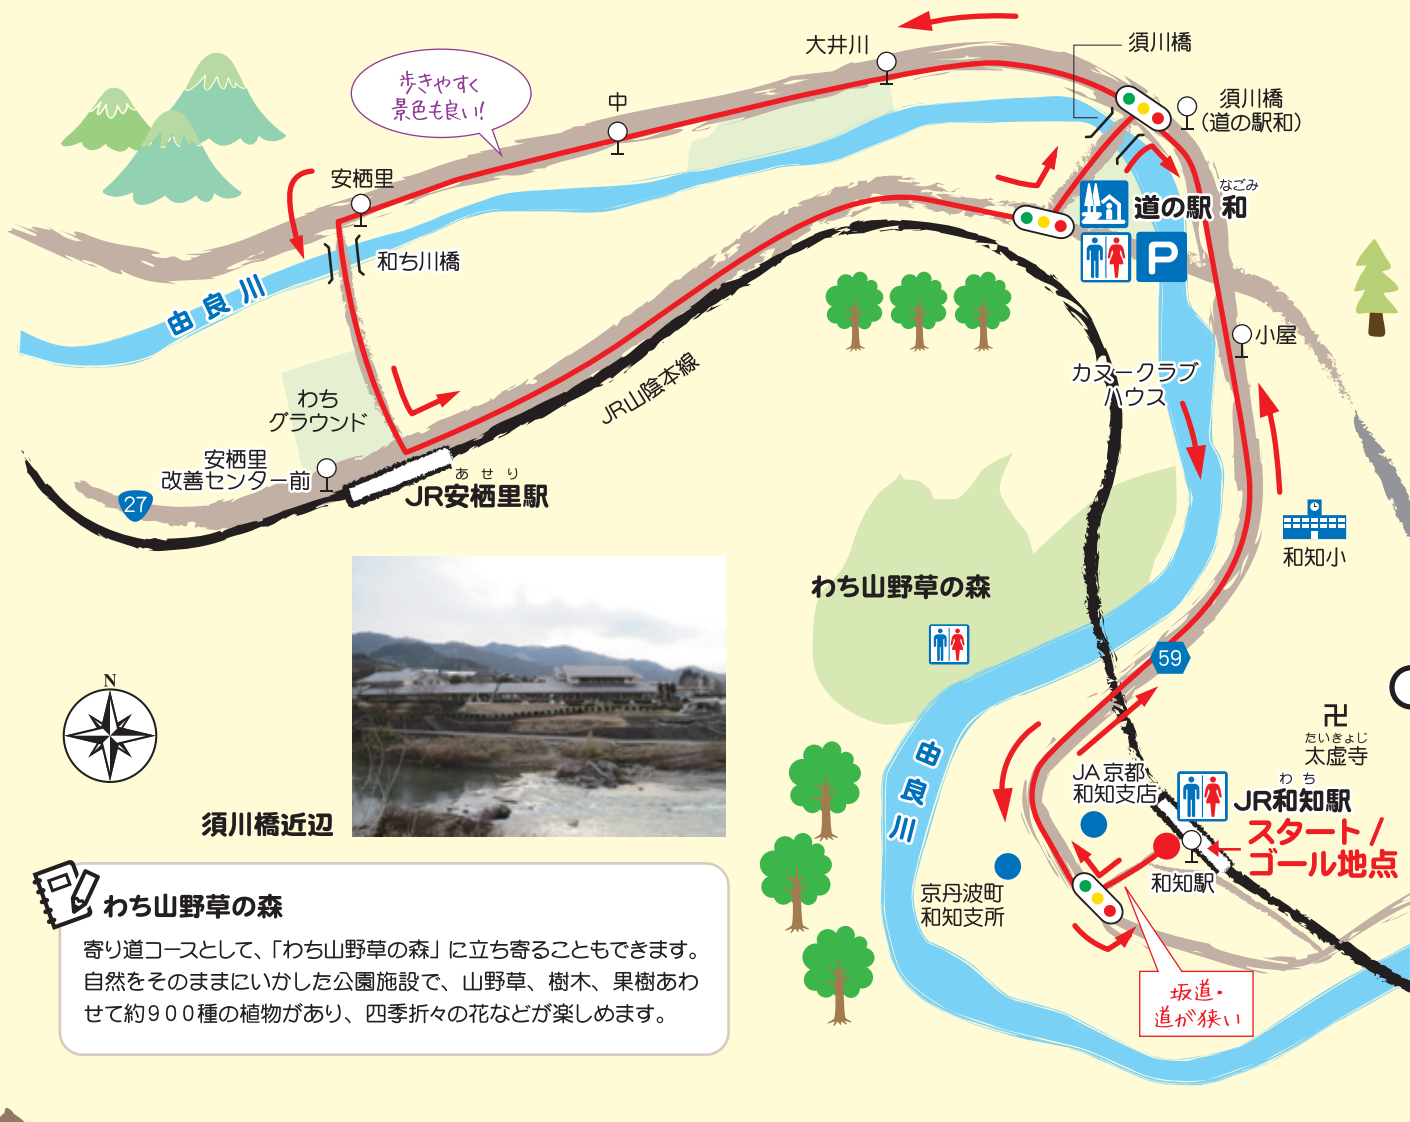 大井川
須川橋
歩きやすく
景色も良い!
中
須川橋
(道の駅和)
安栖里
なごみ
道の駅 和
P
和ち川橋
由良川
小屋
JR山陰本線
カヌークラブ
ハウス
わち
グラウンド
安栖里
改善センター前
あせり
JR安栖里駅
27
和知小
わち山野草の森
59
N
たいきょじ
太虚寺
由良川
JA京都
和知支店
わち
JR和知駅
スタート/
ゴール地点
須川橋近辺
和知駅
京丹波町
和知支所
坂道・
道が狭い
わち山野草の森
寄り道コースとして、「わち山野草の森」に立ち寄ることもできます。
自然をそのままにいかした公園施設で、山野草、樹木、果樹あわ
せて約900種の植物があり、四季折々の花などが楽しめます。